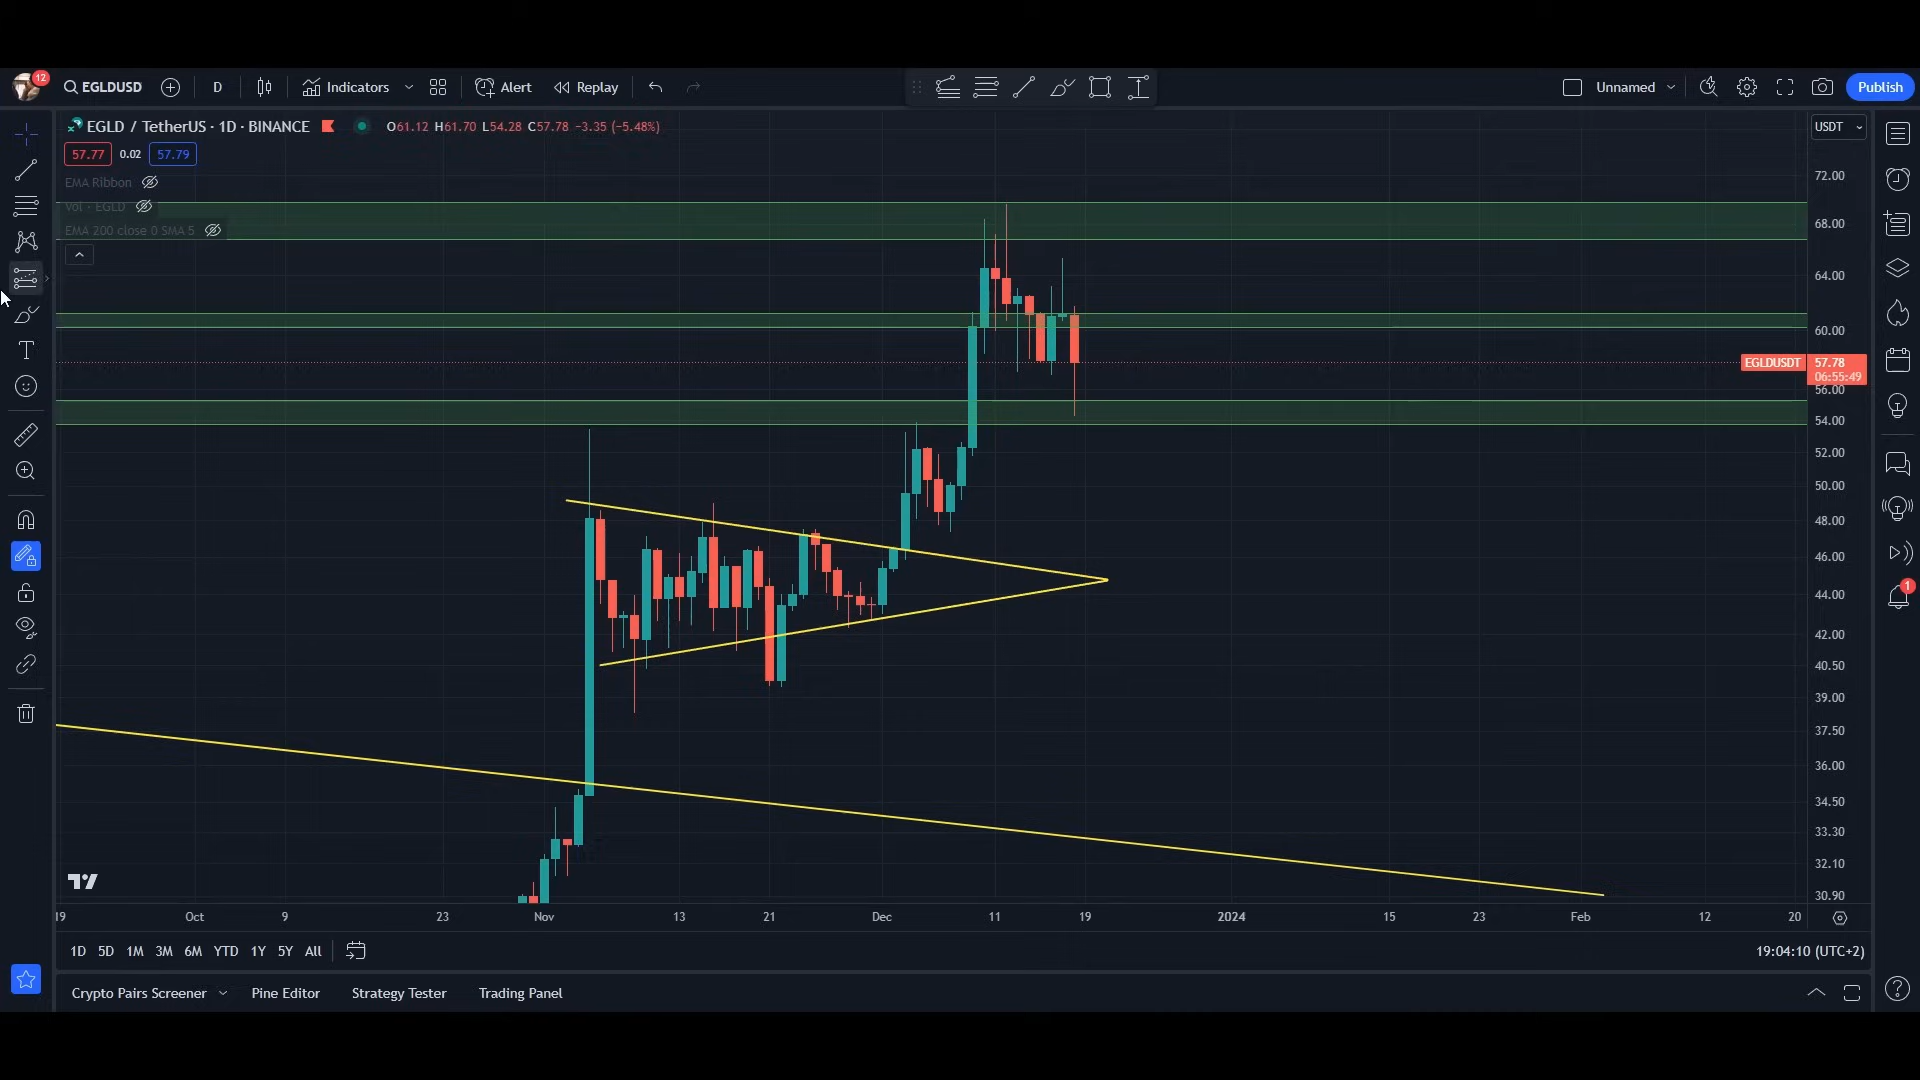 12
EGLDUSD
D
Indicators
Alert
Replay
Unnamed
Publish
EGLD / TetherUS · 1D · BINANCE
O61.12 H61.70 L54.28 C57.78 −3.35 (−5.48%)
USDT
57.77 0.02 57.79
EMA Ribbon
Vol · EGLD
EMA 200 close 0 SMA 5
72.00
68.00
64.00
60.00
EGLDUSDT 57.78
06:55:49
56.00
54.00
52.00
50.00
48.00
46.00
44.00
42.00
40.50
39.00
37.50
36.00
34.50
33.30
32.10
30.90
1
19 Oct 9 23 Nov 13 21 Dec 11 19 2024 15 23 Feb 12 20
1D 5D 1M 3M 6M YTD 1Y 5Y All
19:04:10 (UTC+2)
Crypto Pairs Screener Pine Editor Strategy Tester Trading Panel